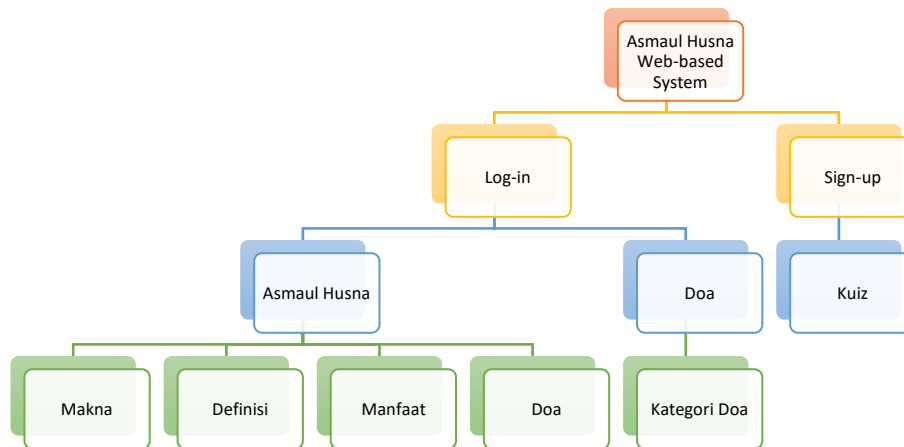 Asmaul Husna
Web-based
System
Log-in
Sign-up
Asmaul Husna
Doa
Kuiz
Makna
Definisi
Manfaat
Doa
Kategori Doa